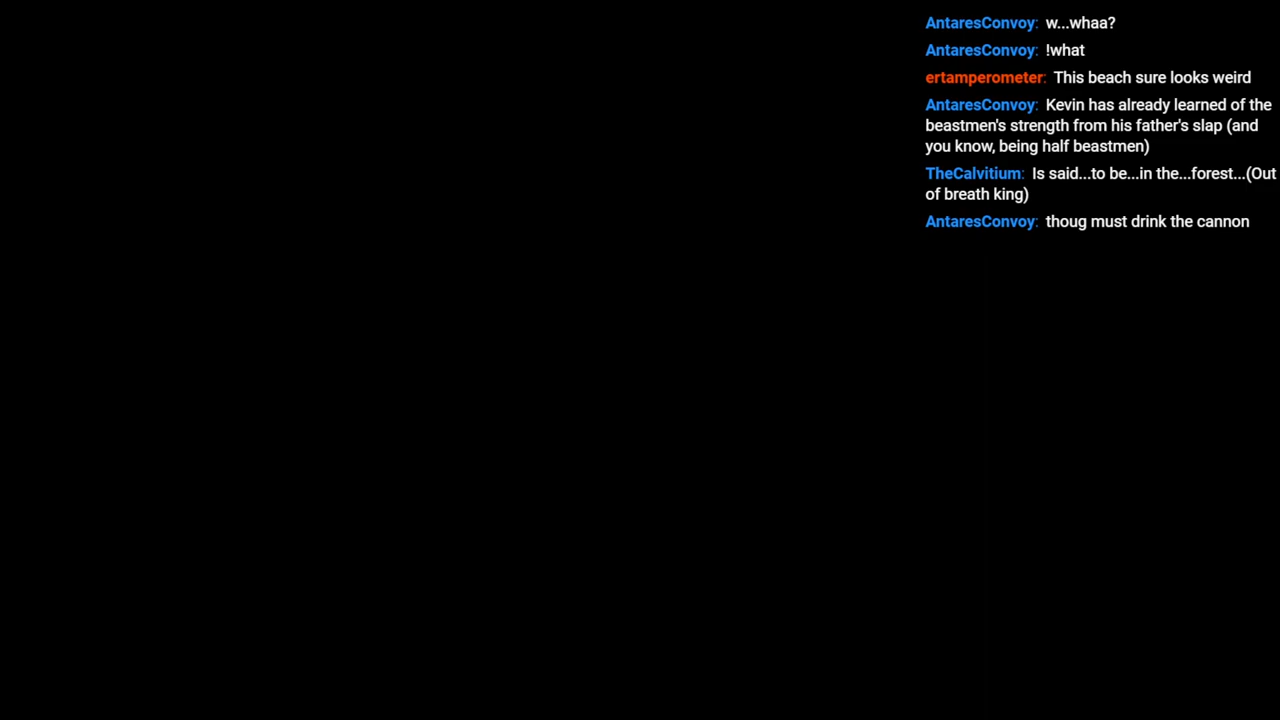 AntaresConvoy: w...whaa?
AntaresConvoy: !what
ertamperometer: This beach sure looks weird
AntaresConvoy: Kevin has already learned of the
beastmen's strength from his father's slap (and
you know, being half beastmen)
TheCalvitium: Is said...to be...in the...forest...(Out
of breath king)
AntaresConvoy: thoug must drink the cannon